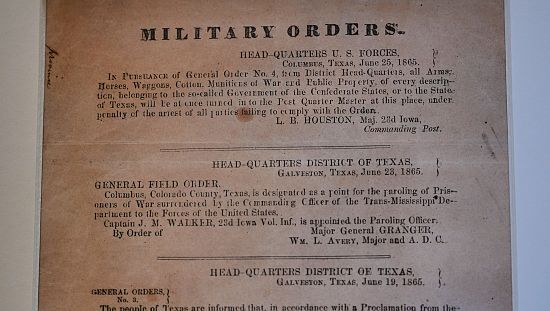 MILITARY ORDERS.
HEAD-QUARTERS U. S. FORCES,
COLUMBUS, TEXAS, JUNE 25, 1865.
IN PURSUANCE of General Order No. 4, from District Head-Quarters, all Arms,
Horses, Waggons, Cotton, Munitions of War and Public Property, of every descrip-
tion, belonging to the so-called Government of the Confederate States, or to the State
of Texas, will be at once turned in to the Post Quarter Master at this place, under
penalty of the arrest of all parties failing to comply with the Order.
L. B. HOUSTON, Maj. 23d Iowa,
Commanding Post.
HEAD-QUARTERS DISTRICT OF TEXAS,
GALVESTON, TEXAS, JUNE 23, 1865.
GENERAL FIELD ORDER.
Columbus, Colorado County, Texas, is designated as a point for the paroling of Pris-
oners of War surrendered by the Commanding Officer of the Trans-Mississippi De-
partment to the Forces of the United States.
Captain J. M. WALKER, 23d Iowa Vol. Inf., is appointed the Paroling Officer.
By Order of Major General GRANGER,
WM. L. AVERY, Major and A. D. C.
HEAD-QUARTERS DISTRICT OF TEXAS,
GALVESTON, TEXAS, JUNE 19, 1865.
GENERAL ORDERS,
No. 3.
The people of Texas are informed that, in accordance with a Proclamation from the